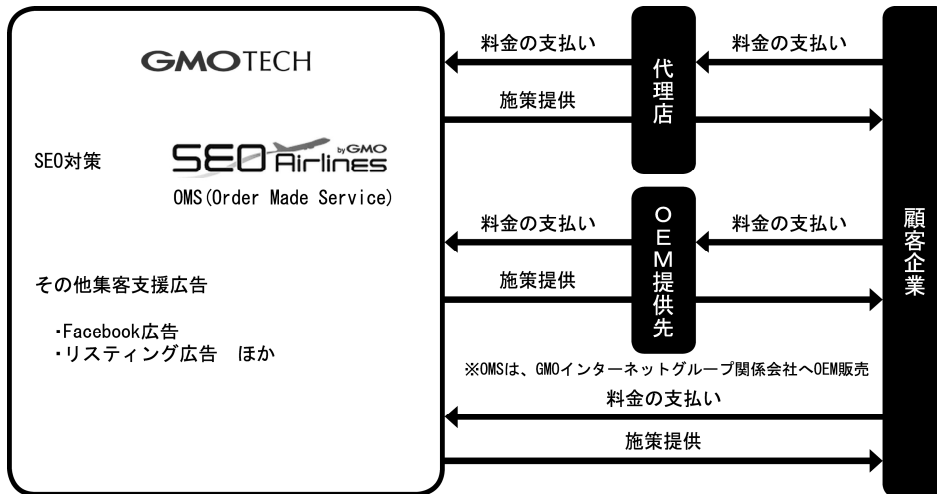 GMOTECH
SEO対策
SEO Airlines byGMO
OMS(Order Made Service)
その他集客支援広告
・Facebook広告
・リスティング広告 ほか
料金の支払い
料金の支払い
施策提供
代理店
料金の支払い
料金の支払い
施策提供
OEM提供先
※OMSは、GMOインターネットグループ関係会社へOEM販売
料金の支払い
施策提供
顧客企業